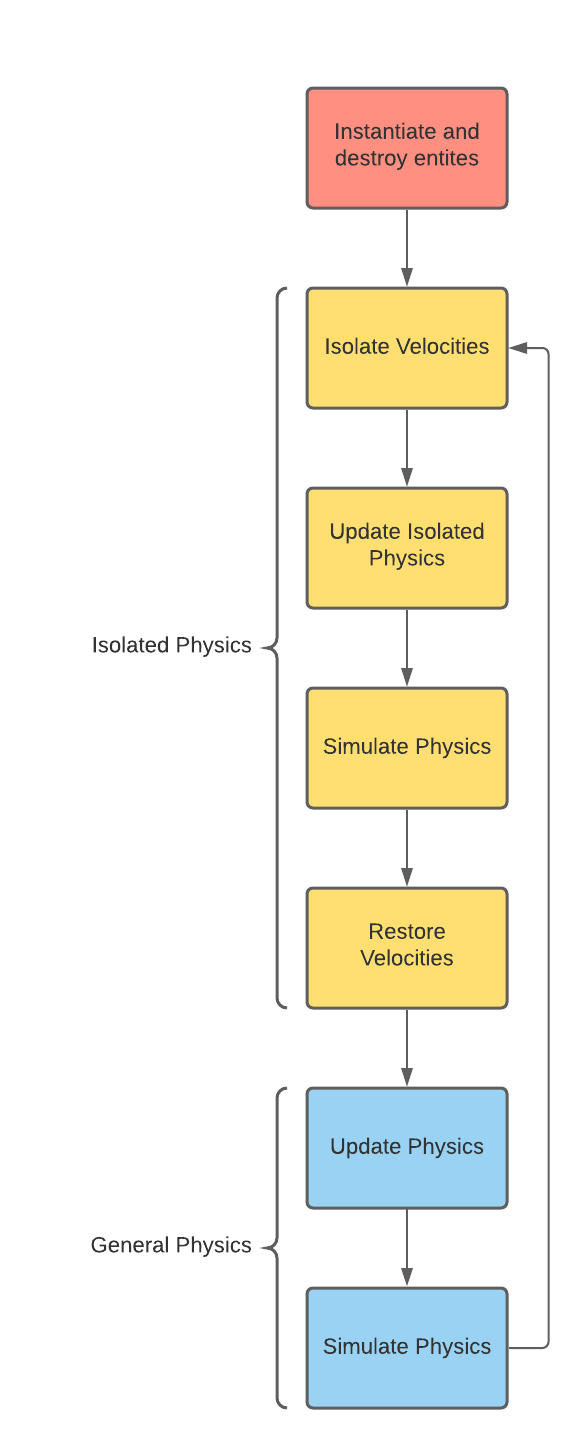 Instantiate and
destroy entites
Isolate Velocities
Update Isolated
Physics
Isolated Physics
Simulate Physics
Restore
Velocities
Update Physics
General Physics
Simulate Physics